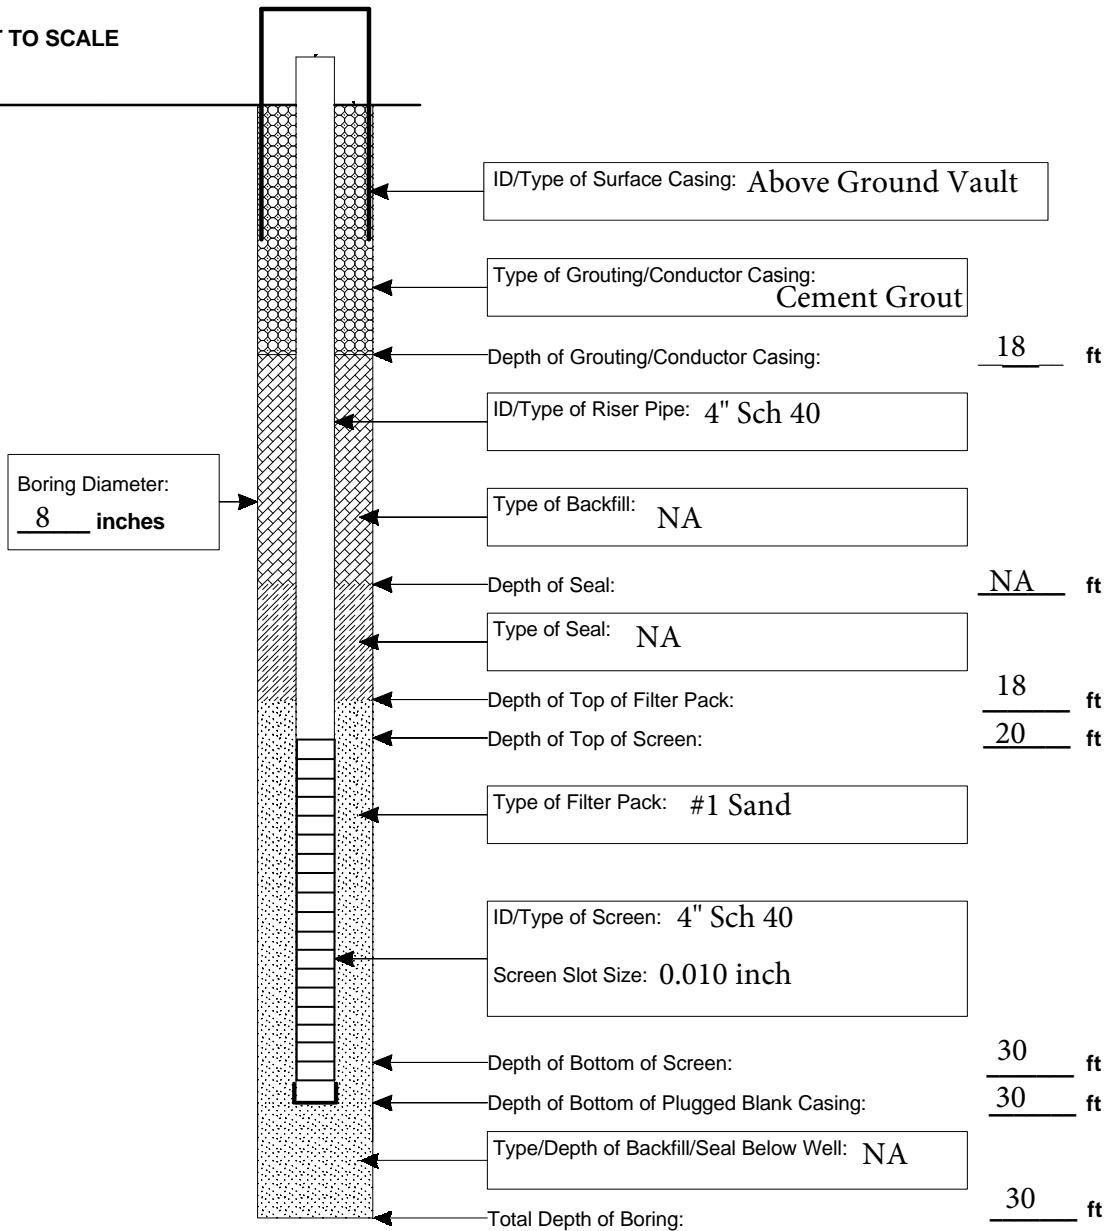 TO SCALE
ID/Type of Surface Casing: Above Ground Vault
Type of Grouting/Conductor Casing:
Cement Grout
Depth of Grouting/Conductor Casing: 18 ft
ID/Type of Riser Pipe: 4" Sch 40
Boring Diameter:
8 inches
Type of Backfill: NA
Depth of Seal: NA ft
Type of Seal: NA
Depth of Top of Filter Pack: 18 ft
Depth of Top of Screen: 20 ft
Type of Filter Pack: #1 Sand
ID/Type of Screen: 4" Sch 40
Screen Slot Size: 0.010 inch
Depth of Bottom of Screen: 30 ft
Depth of Bottom of Plugged Blank Casing: 30 ft
Type/Depth of Backfill/Seal Below Well: NA
Total Depth of Boring: 30 ft